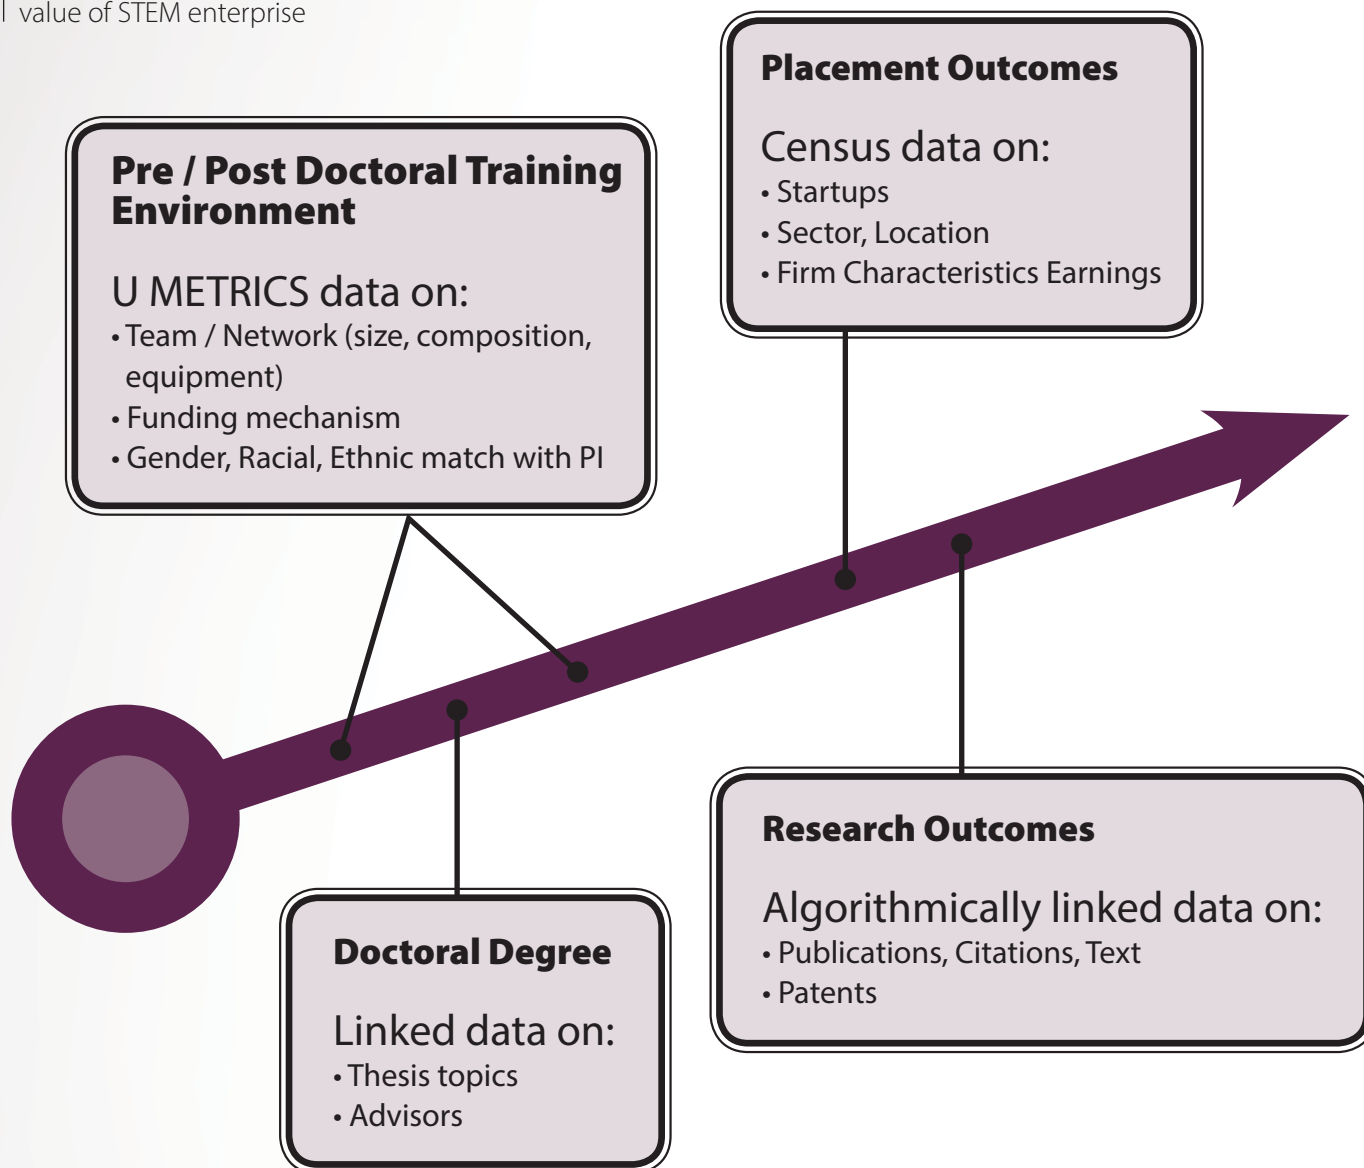 value of STEM enterprise
Pre / Post Doctoral Training
Environment
U METRICS data on:
• Team / Network (size, composition,
equipment)
• Funding mechanism
• Gender, Racial, Ethnic match with PI
Placement Outcomes
Census data on:
• Startups
• Sector, Location
• Firm Characteristics Earnings
Doctoral Degree
Linked data on:
• Thesis topics
• Advisors
Research Outcomes
Algorithmically linked data on:
• Publications, Citations, Text
• Patents